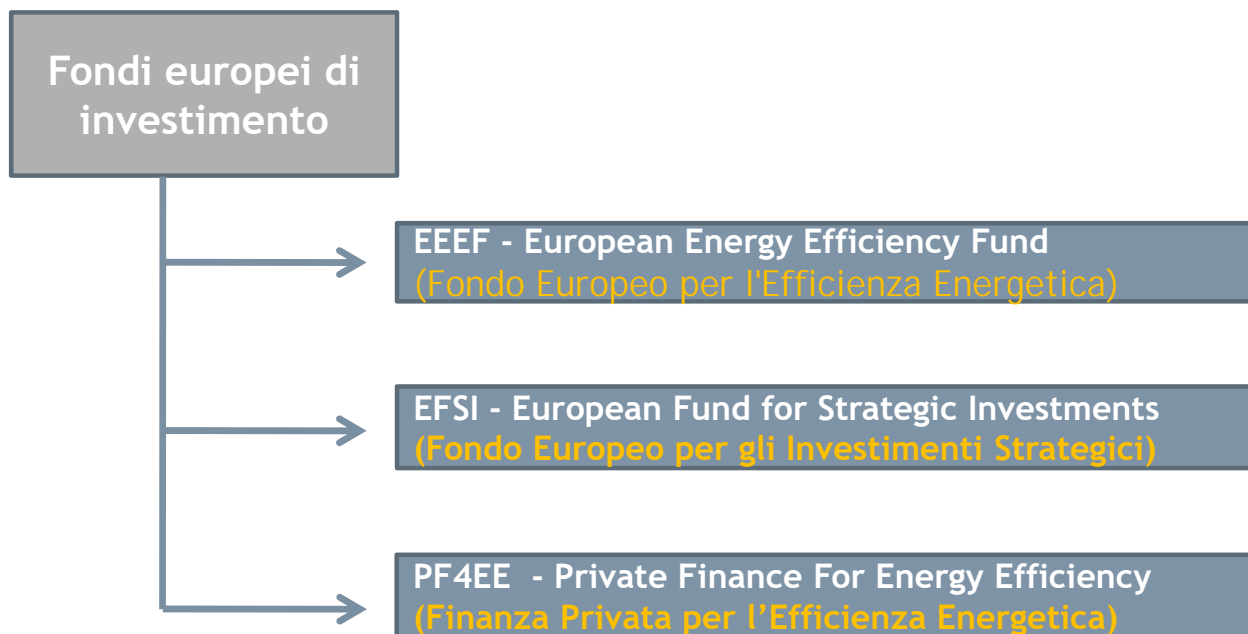 Fondi europei di
investimento
EEEF - European Energy Efficiency Fund
(Fondo Europeo per l'Efficienza Energetica)
EFSI - European Fund for Strategic Investments
(Fondo Europeo per gli Investimenti Strategici)
PF4EE - Private Finance For Energy Efficiency
(Finanza Privata per l’Efficienza Energetica)